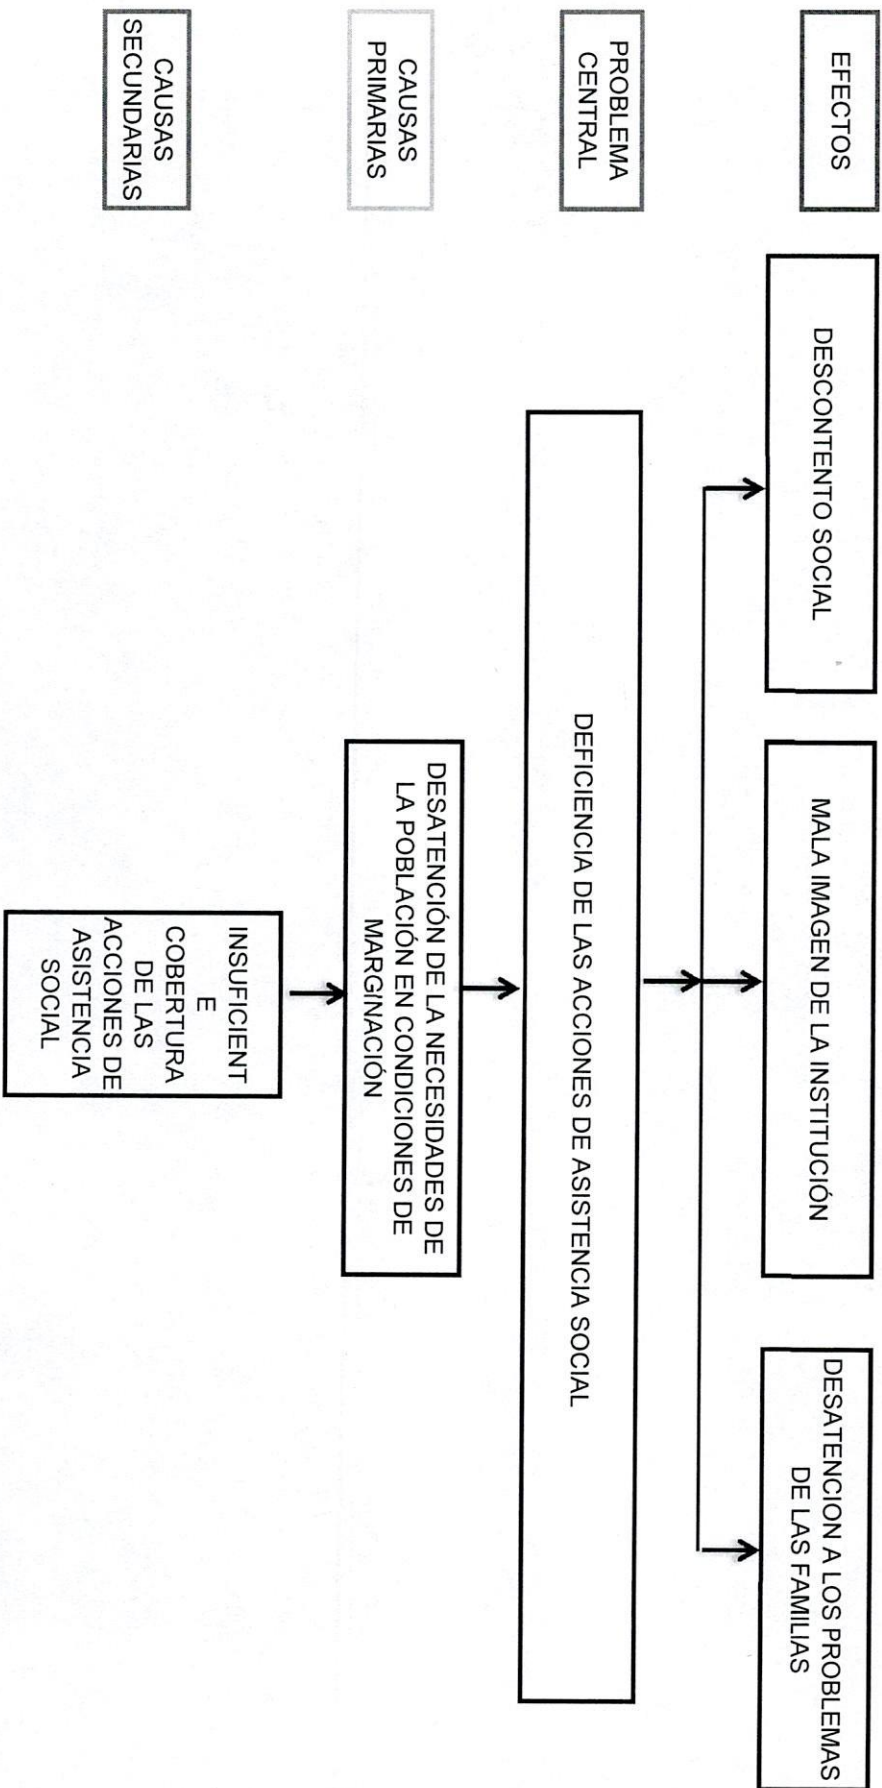 EFECTOS
DESCONTENTO SOCIAL
MALA IMAGEN DE LA INSTITUCIÓN
DESATENCION A LOS PROBLEMAS
DE LAS FAMILIAS
PROBLEMA
CENTRAL
DEFICIENCIA DE LAS ACCIONES DE ASISTENCIA SOCIAL
CAUSAS
PRIMARIAS
DESATENCIÓN DE LA NECESIDADES DE
LA POBLACIÓN EN CONDICIONES DE
MARGINACIÓN
CAUSAS
SECUNDARIAS
INSUFICIENT
E
COBERTURA
DE LAS
ACCIONES DE
ASISTENCIA
SOCIAL